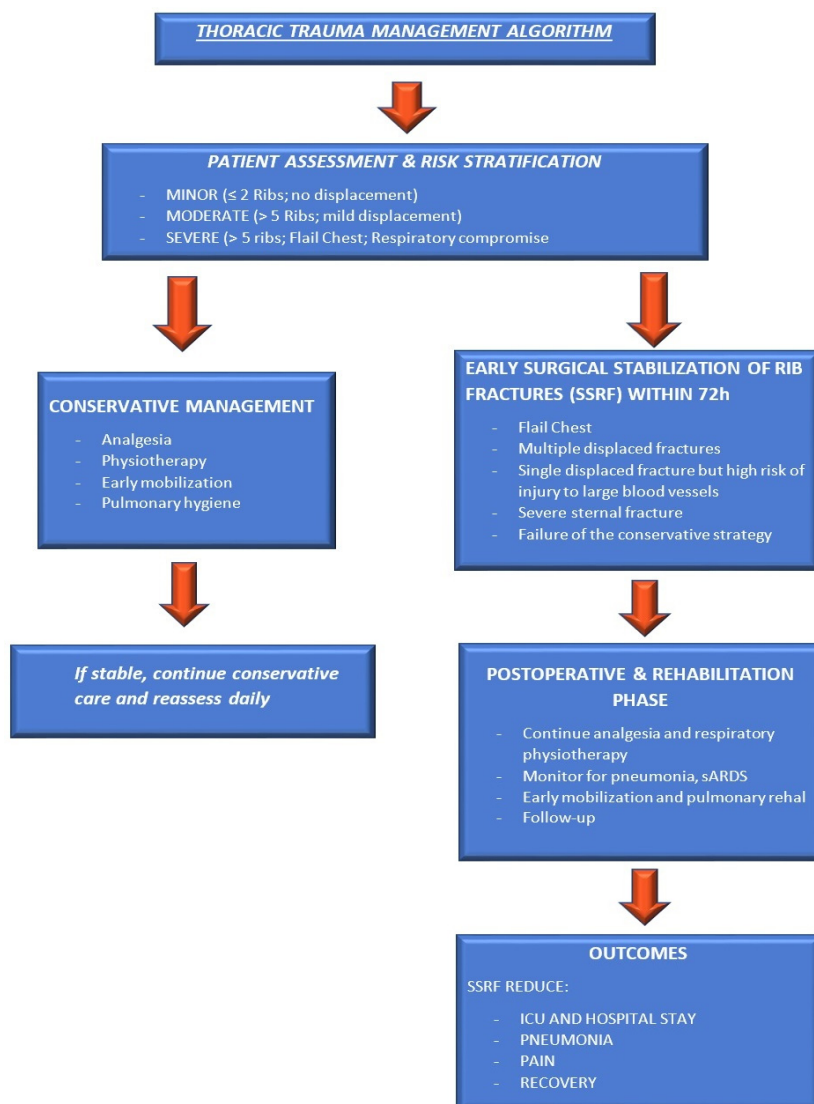 THORACIC TRAUMA MANAGEMENT ALGORITHM
PATIENT ASSESSMENT & RISK STRATIFICATION
- MINOR (≤ 2 Ribs; no displacement)
- MODERATE (> 5 Ribs; mild displacement)
- SEVERE (> 5 ribs; Flail Chest; Respiratory compromise
CONSERVATIVE MANAGEMENT
- Analgesia
- Physiotherapy
- Early mobilization
- Pulmonary hygiene
If stable, continue conservative
care and reassess daily
EARLY SURGICAL STABILIZATION OF RIB
FRACTURES (SSRF) WITHIN 72h
- Flail Chest
- Multiple displaced fractures
- Single displaced fracture but high risk of
injury to large blood vessels
- Severe sternal fracture
- Failure of the conservative strategy
POSTOPERATIVE & REHABILITATION
PHASE
- Continue analgesia and respiratory
physiotherapy
- Monitor for pneumonia, sARDS
- Early mobilization and pulmonary rehal
- Follow-up
OUTCOMES
SSRF REDUCE:
- ICU AND HOSPITAL STAY
- PNEUMONIA
- PAIN
- RECOVERY